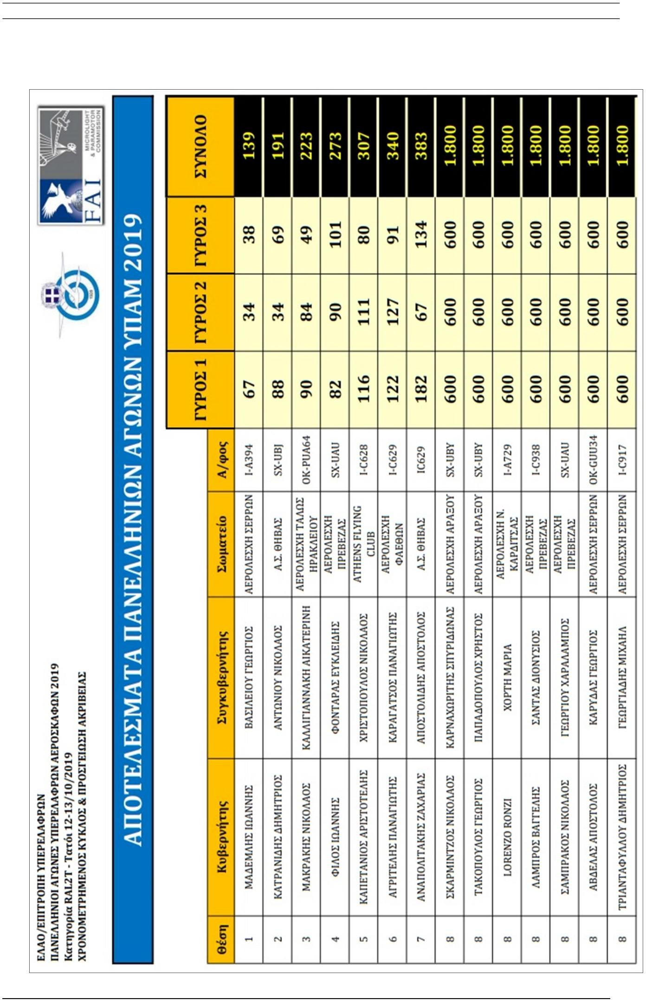 ΕΛΑΟ/ΕΠΙΤΡΟΠΗ ΥΠΕΡΕΛΑΦΡΩΝ
ΠΑΝΕΛΛΗΝΙΟΙ ΑΓΩΝΕΣ ΥΠΕΡΕΛΑΦΡΩΝ ΑΕΡΟΣΚΑΦΩΝ 2019
Κατηγορία RAL2T - Τατόι 12-13/10/2019
ΧΡΟΝΟΜΕΤΡΗΜΕΝΟΣ ΚΥΚΛΟΣ & ΠΡΟΣΓΕΙΩΣΗ ΑΚΡΙΒΕΙΑΣ
FAI
MICROLIGHT
& PARAMOTOR
COMMISSION
ΑΠΟΤΕΛΕΣΜΑΤΑ ΠΑΝΕΛΛΗΝΙΩΝ ΑΓΩΝΩΝ ΥΠΑΜ 2019
Θέση Κυβερνήτης Συγκυβερνήτης Σωματείο Α/φος ΓΥΡΟΣ 1 ΓΥΡΟΣ 2 ΓΥΡΟΣ 3 ΣΥΝΟΛΟ
1 ΜΑΔΕΜΛΗΣ ΙΩΑΝΝΗΣ ΒΑΣΙΛΕΙΟΥ ΓΕΩΡΓΙΟΣ ΑΕΡΟΛΕΣΧΗ ΣΕΡΡΩΝ I-A394 67 34 38 139
2 ΚΑΤΡΑΝΙΔΗΣ ΔΗΜΗΤΡΙΟΣ ΑΝΤΩΝΙΟΥ ΝΙΚΟΛΑΟΣ Α.Σ. ΘΗΒΑΣ SX-UBJ 88 34 69 191
3 ΜΑΚΡΑΚΗΣ ΝΙΚΟΛΑΟΣ ΚΑΛΛΙΓΙΑΝΝΑΚΗ ΑΙΚΑΤΕΡΙΝΗ ΑΕΡΟΛΕΣΧΗ ΤΑΛΩΣ ΗΡΑΚΛΕΙΟΥ OK-PUA64 90 84 49 223
4 ΦΙΛΟΣ ΙΩΑΝΝΗΣ ΦΟΝΤΑΡΑΣ ΕΥΚΛΕΙΔΗΣ ΑΕΡΟΛΕΣΧΗ ΠΡΕΒΕΖΑΣ SX-UAU 82 90 101 273
5 ΚΑΠΕΤΑΝΙΟΣ ΑΡΙΣΤΟΤΕΛΗΣ ΧΡΙΣΤΟΠΟΥΛΟΣ ΝΙΚΟΛΑΟΣ ATHENS FLYING CLUB I-C628 116 111 80 307
6 ΑΓΡΙΤΕΛΗΣ ΠΑΝΑΓΙΩΤΗΣ ΚΑΡΑΓΑΤΣΟΣ ΠΑΝΑΓΙΩΤΗΣ ΑΕΡΟΛΕΣΧΗ ΦΑΕΘΩΝ I-C629 122 127 91 340
7 ΑΝΑΠΟΛΙΤΑΚΗΣ ΖΑΧΑΡΙΑΣ ΑΠΟΣΤΟΛΙΔΗΣ ΑΠΟΣΤΟΛΟΣ Α.Σ. ΘΗΒΑΣ IC629 182 67 134 383
8 ΣΚΑΡΜΙΝΤΖΟΣ ΝΙΚΟΛΑΟΣ ΚΑΡΝΑΧΩΡΙΤΗΣ ΣΠΥΡΙΔΩΝΑΣ ΑΕΡΟΛΕΣΧΗ ΑΡΑΞΟΥ SX-UBY 600 600 600 1.800
8 ΤΑΚΟΠΟΥΛΟΣ ΓΕΩΡΓΙΟΣ ΠΑΠΑΔΟΠΟΥΛΟΣ ΧΡΗΣΤΟΣ ΑΕΡΟΛΕΣΧΗ ΑΡΑΞΟΥ SX-UBY 600 600 600 1.800
8 LORENZO RONZI ΧΟΡΤΗ ΜΑΡΙΑ ΑΕΡΟΛΕΣΧΗ Ν. ΚΑΡΔΙΤΣΑΣ I-A729 600 600 600 1.800
8 ΛΑΜΠΡΟΣ ΒΑΓΓΕΛΗΣ ΣΑΝΤΑΣ ΔΙΟΝΥΣΙΟΣ ΑΕΡΟΛΕΣΧΗ ΠΡΕΒΕΖΑΣ I-C938 600 600 600 1.800
8 ΣΑΜΠΡΑΚΟΣ ΝΙΚΟΛΑΟΣ ΓΕΩΡΓΙΟΥ ΧΑΡΑΛΑΜΠΟΣ ΑΕΡΟΛΕΣΧΗ ΠΡΕΒΕΖΑΣ SX-UAU 600 600 600 1.800
8 ΑΒΔΕΛΑΣ ΑΠΟΣΤΟΛΟΣ ΚΑΡΥΔΑΣ ΓΕΩΡΓΙΟΣ ΑΕΡΟΛΕΣΧΗ ΣΕΡΡΩΝ OK-GUU34 600 600 600 1.800
8 ΤΡΙΑΝΤΑΦΥΛΛΟΥ ΔΗΜΗΤΡΙΟΣ ΓΕΩΡΓΙΑΔΗΣ ΜΙΧΑΗΛ ΑΕΡΟΛΕΣΧΗ ΣΕΡΡΩΝ I-C917 600 600 600 1.800